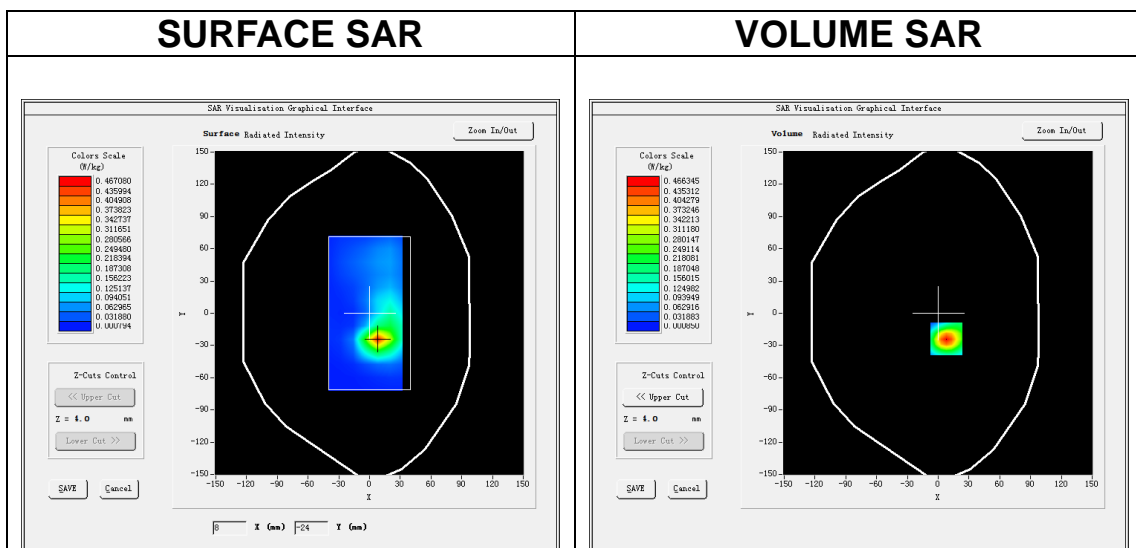 SURFACE SAR
VOLUME SAR
SAR Visualisation Graphical Interface
Surface Radiated Intensity
Zoom In/Out
Colors Scale
(W/kg)
0.467080
0.435994
0.404908
0.373823
0.342737
0.311651
0.280566
0.249480
0.218394
0.187308
0.156223
0.125137
0.094051
0.062965
0.031880
0.000794
Z-Cuts Control
<< Upper Cut
Z = 4.0 mm
Lower Cut >>
SAVE Cancel
150
120
90
60
30
0
-30
-60
-90
-120
-150
Y
-150 -120 -90 -60 -30 0 30 60 90 120 150
X
8 X (mm) -24 Y (mm)
SAR Visualisation Graphical Interface
Volume Radiated Intensity
Zoom In/Out
Colors Scale
(W/kg)
0.466345
0.435312
0.404279
0.373246
0.342213
0.311180
0.280147
0.249114
0.218081
0.187048
0.156015
0.124982
0.093949
0.062916
0.031883
0.000850
Z-Cuts Control
<< Upper Cut
Z = 4.0 mm
Lower Cut >>
SAVE Cancel
150
120
90
60
30
0
-30
-60
-90
-120
-150
Y
-150 -120 -90 -60 -30 0 30 60 90 120 150
X